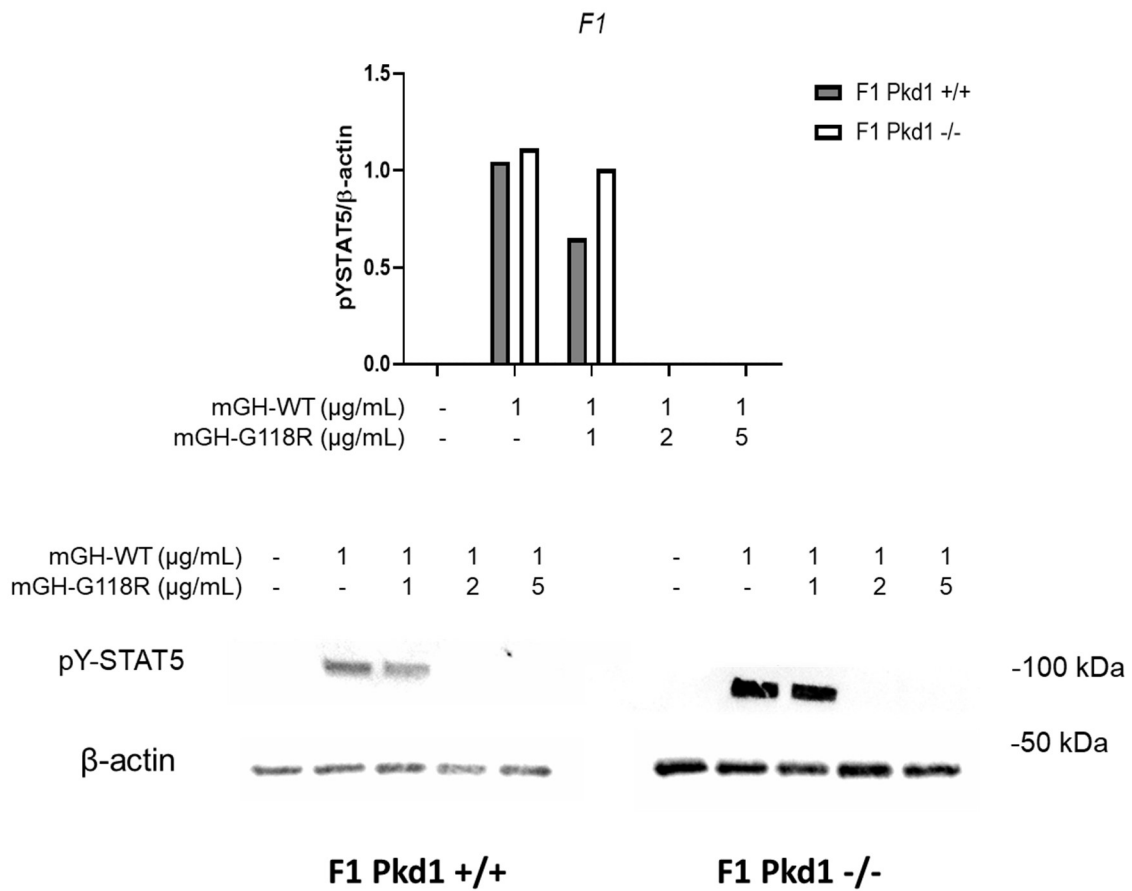 F1
1.5
1.0
0.5
0.0
pYSTAT5/β-actin
F1 Pkd1 +/+
F1 Pkd1 -/-
mGH-WT (µg/mL) - 1 1 1 1
mGH-G118R (µg/mL) - - 1 2 5
mGH-WT (µg/mL) - 1 1 1 1 - 1 1 1 1
mGH-G118R (µg/mL) - - 1 2 5 - - 1 2 5
pY-STAT5 -100 kDa
-50 kDa
β-actin
F1 Pkd1 +/+ F1 Pkd1 -/-